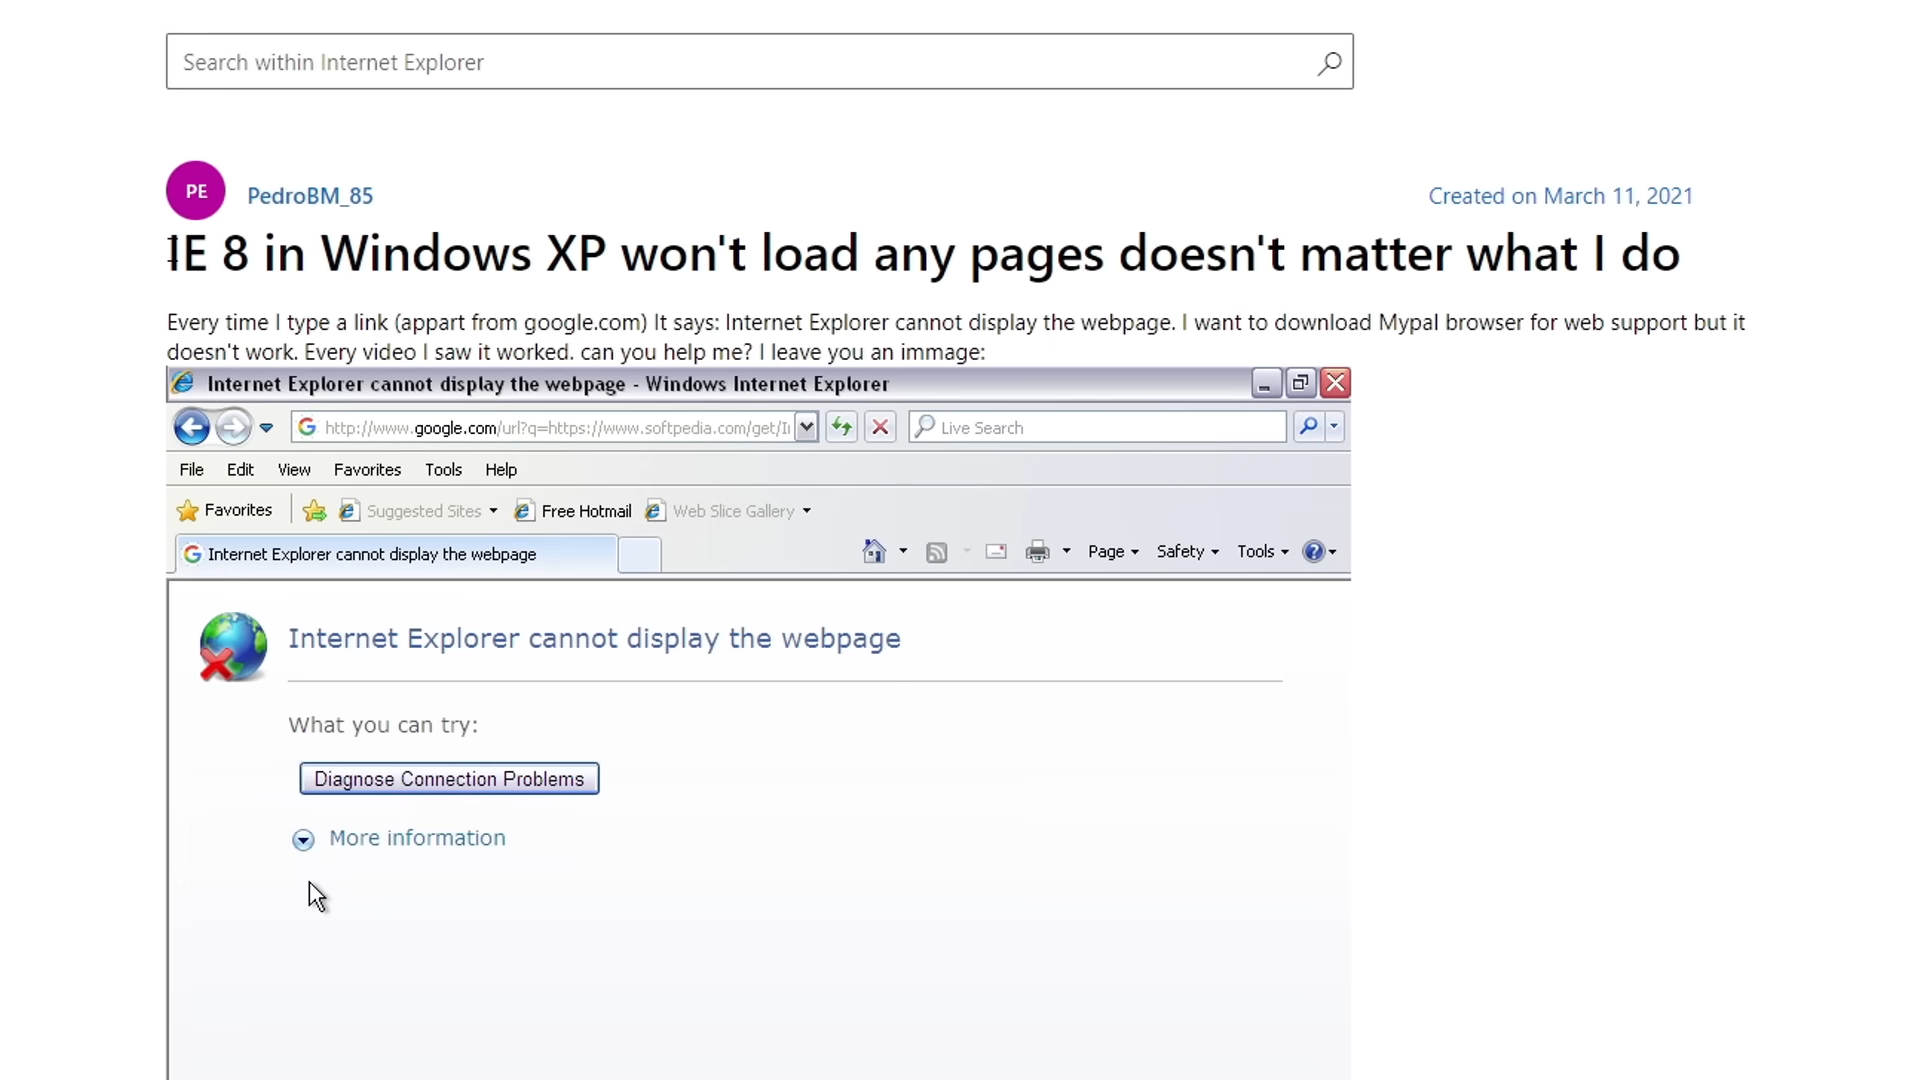 Search within Internet Explorer
PE
PedroBM_85
Created on March 11, 2021
IE 8 in Windows XP won't load any pages doesn't matter what I do
Every time I type a link (appart from google.com) It says: Internet Explorer cannot display the webpage. I want to download Mypal browser for web support but it
doesn't work. Every video I saw it worked. can you help me? I leave you an immage:
Internet Explorer cannot display the webpage - Windows Internet Explorer
http://www.google.com/url?q=https://www.softpedia.com/get/I
Live Search
File Edit View Favorites Tools Help
Favorites Suggested Sites Free Hotmail Web Slice Gallery
Internet Explorer cannot display the webpage
Page Safety Tools
Internet Explorer cannot display the webpage
What you can try:
Diagnose Connection Problems
More information